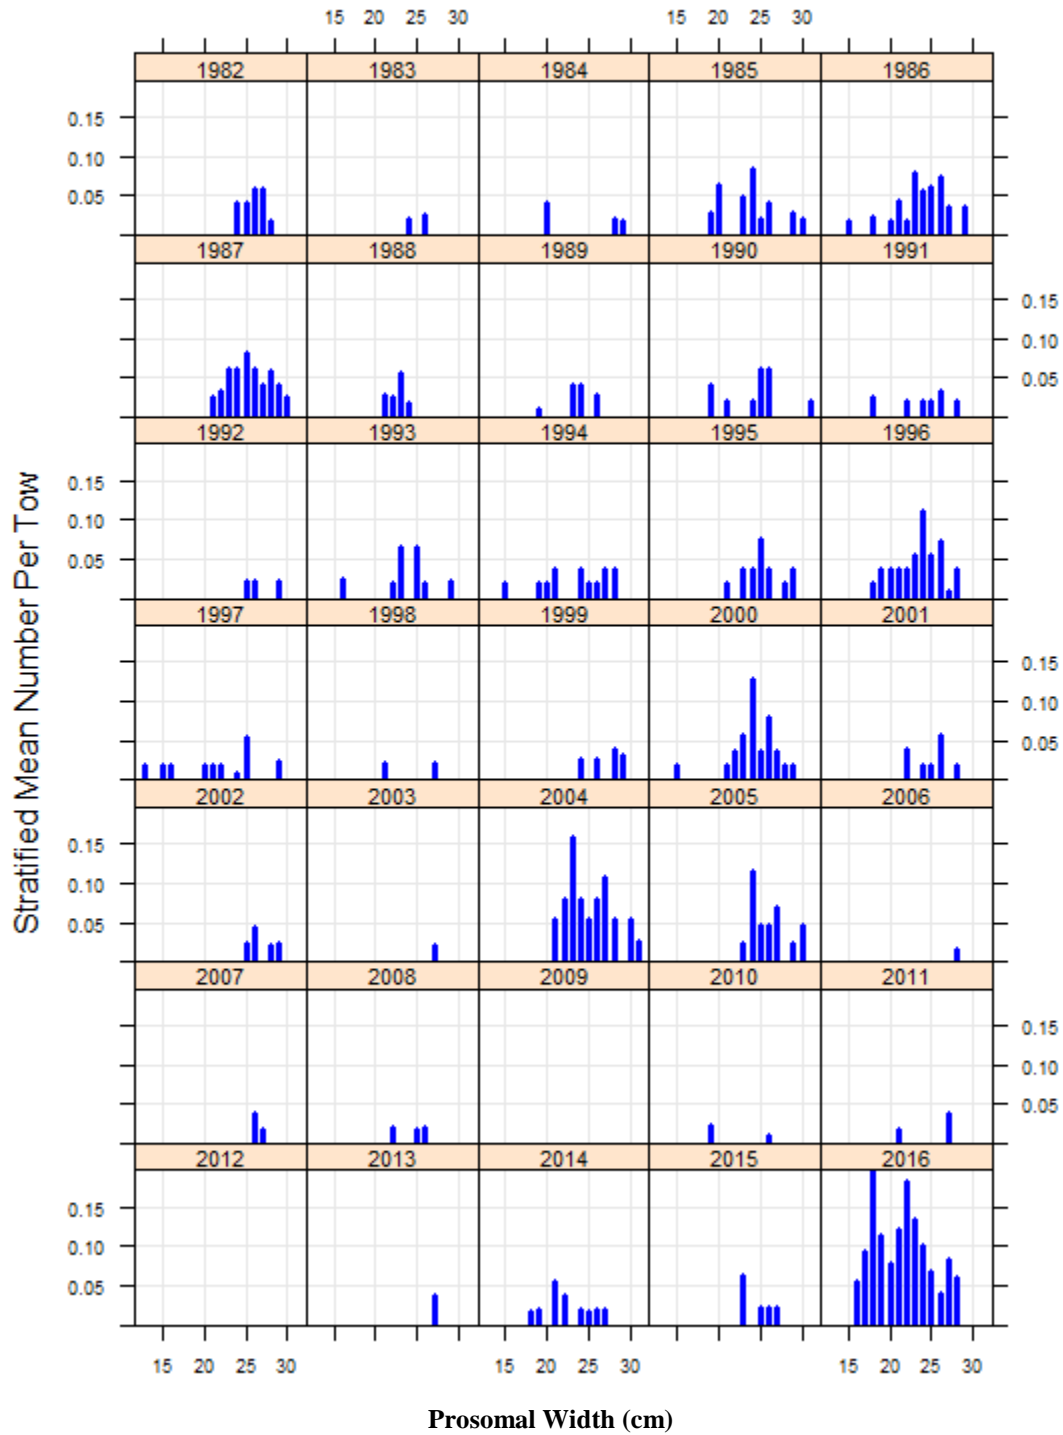 15 20 25 30 15 20 25 30
1982 1983 1984 1985 1986
0.15
0.10
0.05
1987 1988 1989 1990 1991
0.15
0.10
0.05
1992 1993 1994 1995 1996
0.15
0.10
0.05
1997 1998 1999 2000 2001
0.15
0.10
0.05
2002 2003 2004 2005 2006
0.15
0.10
0.05
2007 2008 2009 2010 2011
0.15
0.10
0.05
2012 2013 2014 2015 2016
0.15
0.10
0.05
15 20 25 30 15 20 25 30 15 20 25 30
Stratified Mean Number Per Tow
Prosomal Width (cm)